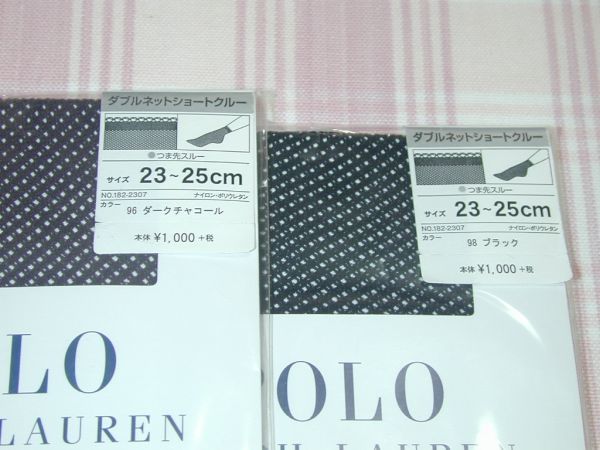 ダブルネットショートクルー
つま先スルー
サイズ 23~25cm
NO.182-2307 ナイロン・ポリウレタン
カラー
96 ダークチャコール
本体 ¥1,000 +税
OLO
LAUREN
ダブルネットショートクルー
つま先スルー
サイズ 23~25cm
NO.182-2307 ナイロン・ポリウレタン
カラー
98 ブラック
本体 ¥1,000 +税
OLO
LAUREN